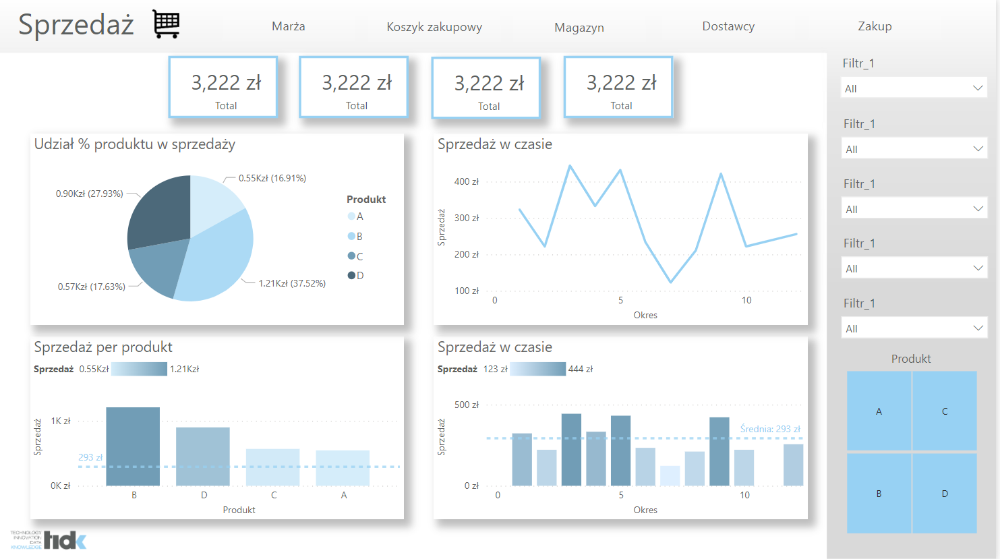 Sprzedaż
Marża
Koszyk zakupowy
Magazyn
Dostawcy
Zakup
3,222 zł
Total
3,222 zł
Total
3,222 zł
Total
3,222 zł
Total
Udział % produktu w sprzedaży
0.55Kzł (16.91%)
0.90Kzł (27.93%)
0.57Kzł (17.63%)
1.21Kzł (37.52%)
Produkt
A
B
C
D
Sprzedaż w czasie
Sprzedaż
400 zł
300 zł
200 zł
100 zł
0
5
10
Okres
Sprzedaż per produkt
Sprzedaż 0.55Kzł 1.21Kzł
Sprzedaż
1K zł
293 zł
0K zł
B
D
C
A
Produkt
Sprzedaż w czasie
Sprzedaż 123 zł 444 zł
Sprzedaż
500 zł
Średnia: 293 zł
0 zł
0
5
10
Okres
Filtr_1
All
Filtr_1
All
Filtr_1
All
Filtr_1
All
Filtr_1
All
Produkt
A
C
B
D
TECHNOLOGY
INNOVATION
DATA
KNOWLEDGE
tidk